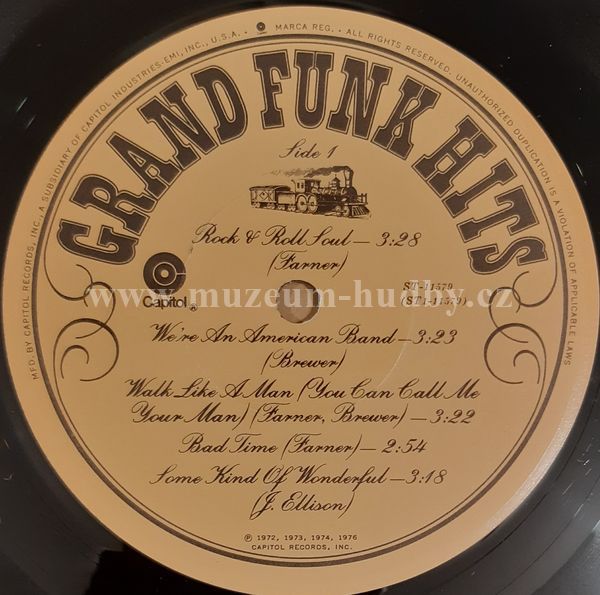 MFD. BY CAPITOL RECORDS, INC., A SUBSIDIARY OF CAPITOL INDUSTRIES-EMI, INC., U.S.A. • MARCA REG. • ALL RIGHTS RESERVED. UNAUTHORIZED DUPLICATION IS A VIOLATION OF APPLICABLE LAWS
GRAND FUNK HITS
Side 1
Rock & Roll Soul — 3:28
(Farner)
Capitol ®
ST-11579
(ST1-11579)
www.muzeum-hudby.cz
We're An American Band — 3:23
(Brewer)
Walk Like A Man (You Can Call Me
Your Man) (Farner, Brewer) — 3:22
Bad Time (Farner) — 2:54
Some Kind Of Wonderful — 3:18
(J. Ellison)
℗ 1972, 1973, 1974, 1976
CAPITOL RECORDS, INC.